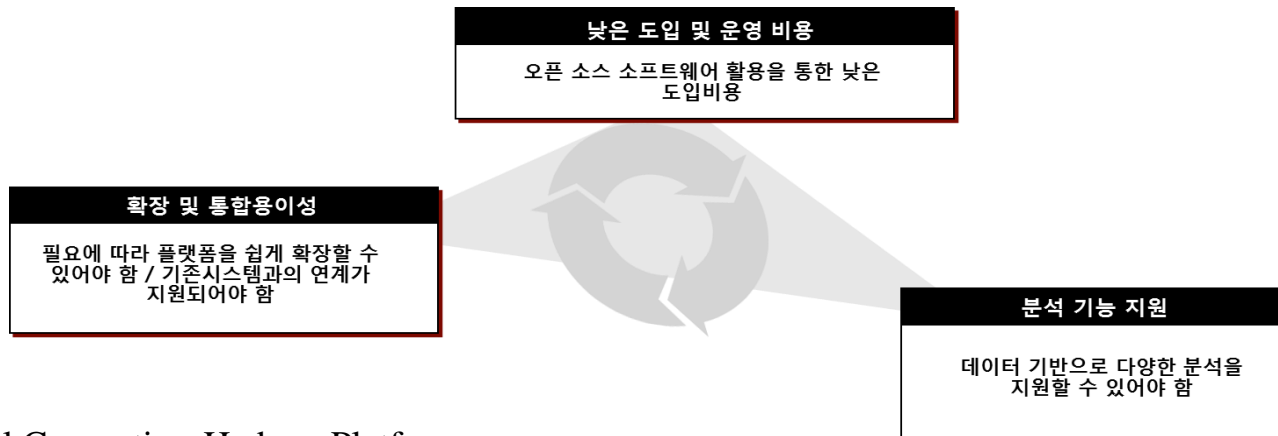 낮은 도입 및 운영 비용
오픈 소스 소프트웨어 활용을 통한 낮은
도입비용
확장 및 통합용이성
필요에 따라 플랫폼을 쉽게 확장할 수
있어야 함 / 기존시스템과의 연계가
지원되어야 함
분석 기능 지원
데이터 기반으로 다양한 분석을
지원할 수 있어야 함